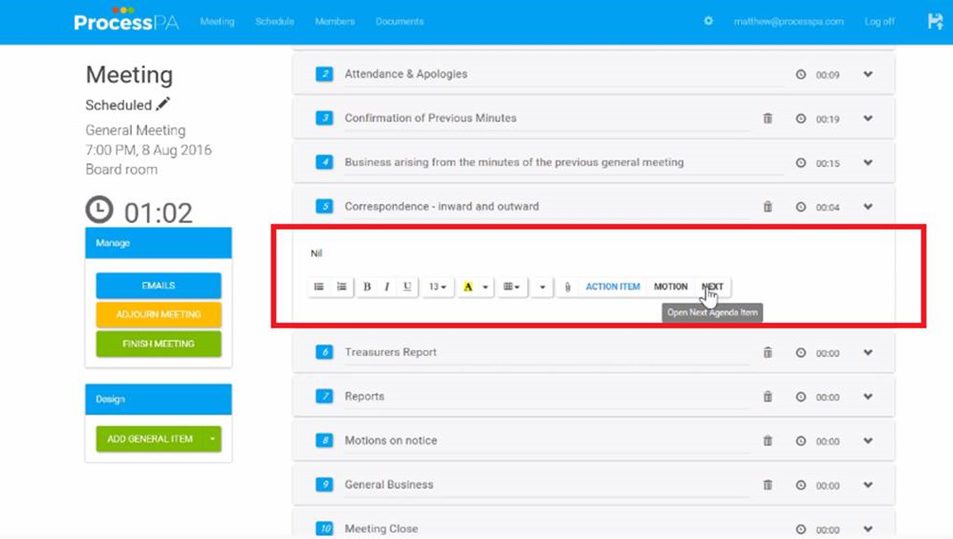 ProcessPA Meeting Schedule Members Documents matthew@processpa.com Log off
Meeting
Scheduled
General Meeting
7:00 PM, 8 Aug 2016
Board room
01:02
Manage
EMAILS
ADJOURN MEETING
FINISH MEETING
Design
ADD GENERAL ITEM
2 Attendance & Apologies 00:09
3 Confirmation of Previous Minutes 00:19
4 Business arising from the minutes of the previous general meeting 00:15
5 Correspondence - inward and outward 00:04
Nil
B I U 13 A ACTION ITEM MOTION NEXT
Open Next Agenda Item
6 Treasurers Report 00:00
7 Reports 00:00
8 Motions on notice 00:00
9 General Business 00:00
10 Meeting Close 00:00